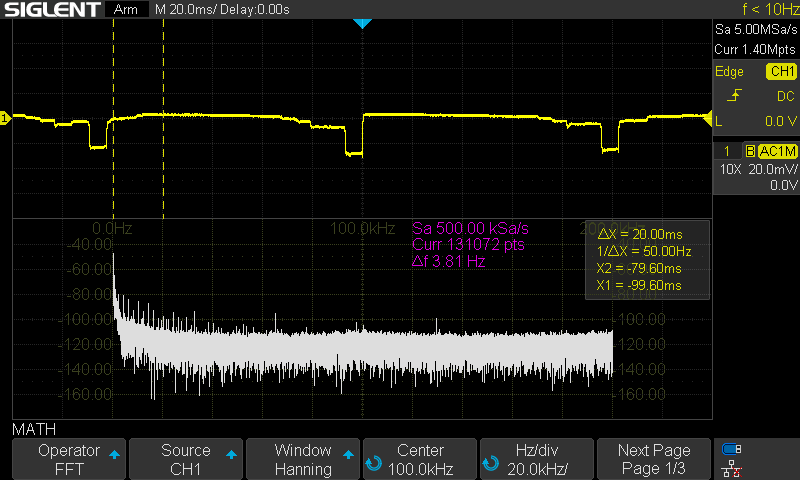 SIGLENT Arm M 20.0ms/ Delay:0.00s f < 10Hz
Sa 5.00MSa/s
Curr 1.40Mpts
Edge CH1
DC
L 0.0 V
1 B AC1M
10X 20.0mV/
0.0V
1
0.0Hz 100.0kHz
Sa 500.00 kSa/s
Curr 131072 pts
Δf 3.81 Hz
ΔX = 20.00ms
1/ΔX = 50.00Hz
X2 = -79.60ms
X1 = -99.60ms
-40.00
-60.00
-80.00
-100.00 -100.00
-120.00 -120.00
-140.00 -140.00
-160.00 -160.00
MATH
Operator Source Window Center Hz/div Next Page
FFT CH1 Hanning 100.0kHz 20.0kHz/ Page 1/3